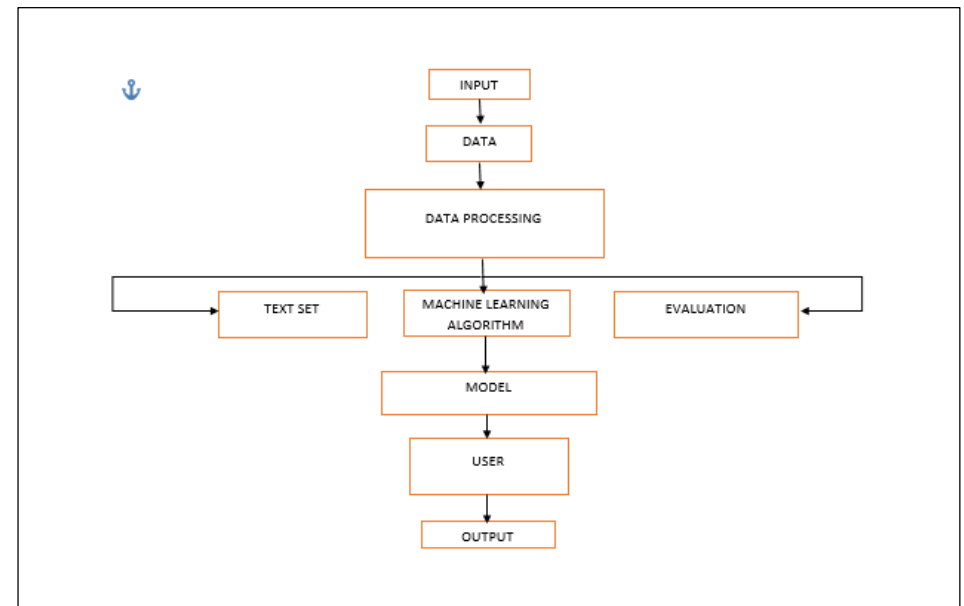 INPUT
DATA
DATA PROCESSING
TEXT SET
MACHINE LEARNING
ALGORITHM
EVALUATION
MODEL
USER
OUTPUT